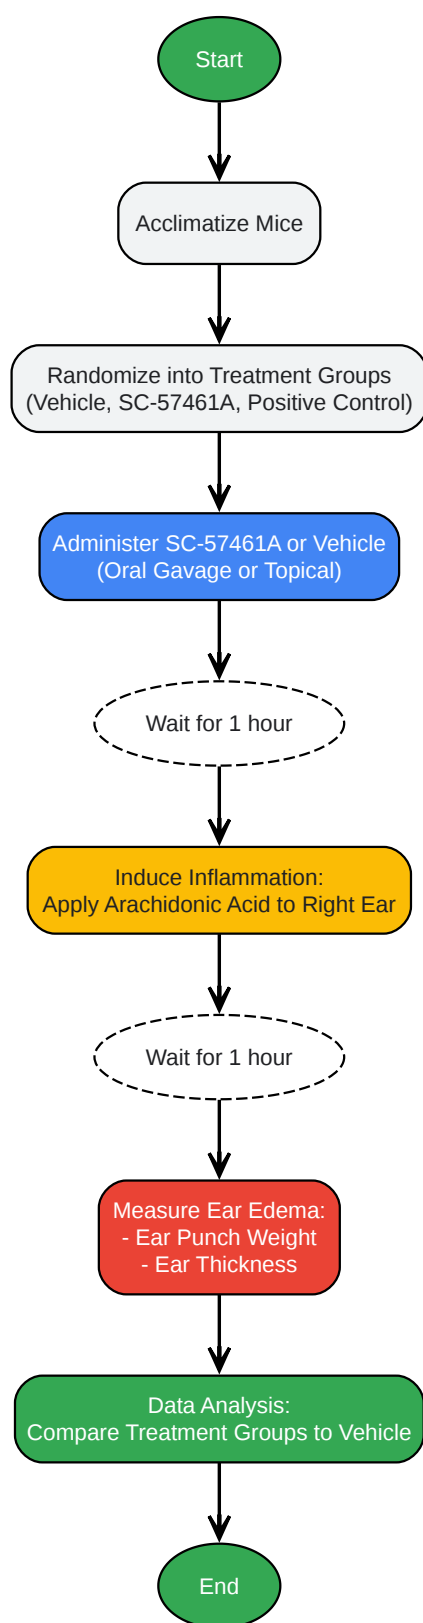 Start
Acclimatize Mice
Randomize into Treatment Groups
(Vehicle, SC-57461A, Positive Control)
Administer SC-57461A or Vehicle
(Oral Gavage or Topical)
Wait for 1 hour
Induce Inflammation:
Apply Arachidonic Acid to Right Ear
Wait for 1 hour
Measure Ear Edema:
- Ear Punch Weight
- Ear Thickness
Data Analysis:
Compare Treatment Groups to Vehicle
End